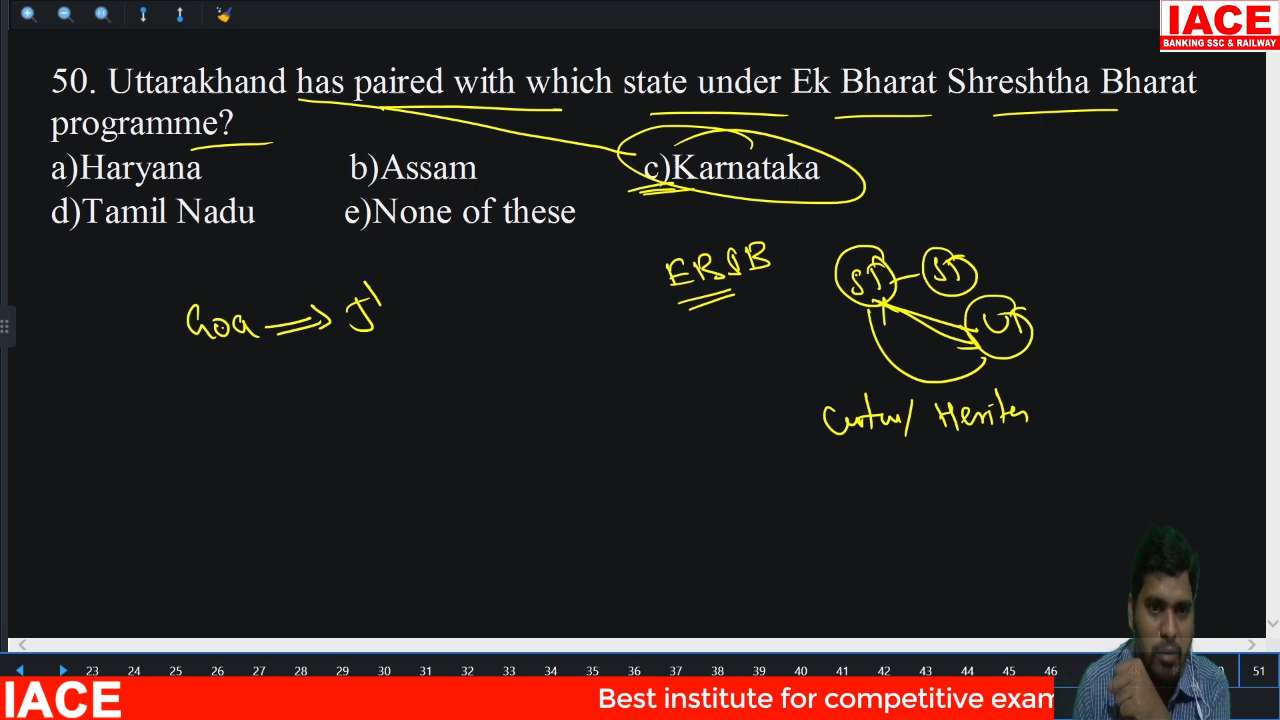 IACE
BANKING SSC & RAILWAY
50. Uttarakhand has paired with which state under Ek Bharat Shreshtha Bharat
programme?
a)Haryana b)Assam c)Karnataka
d)Tamil Nadu e)None of these
EBSB
ST ST
Goa ⇒ J
UT
23 24 25 26 27 28 29 30 31 32 33 34 35 36 37 38 39 40 41 42 43 44 45 46 51
IACE
Best institute for competitive exam